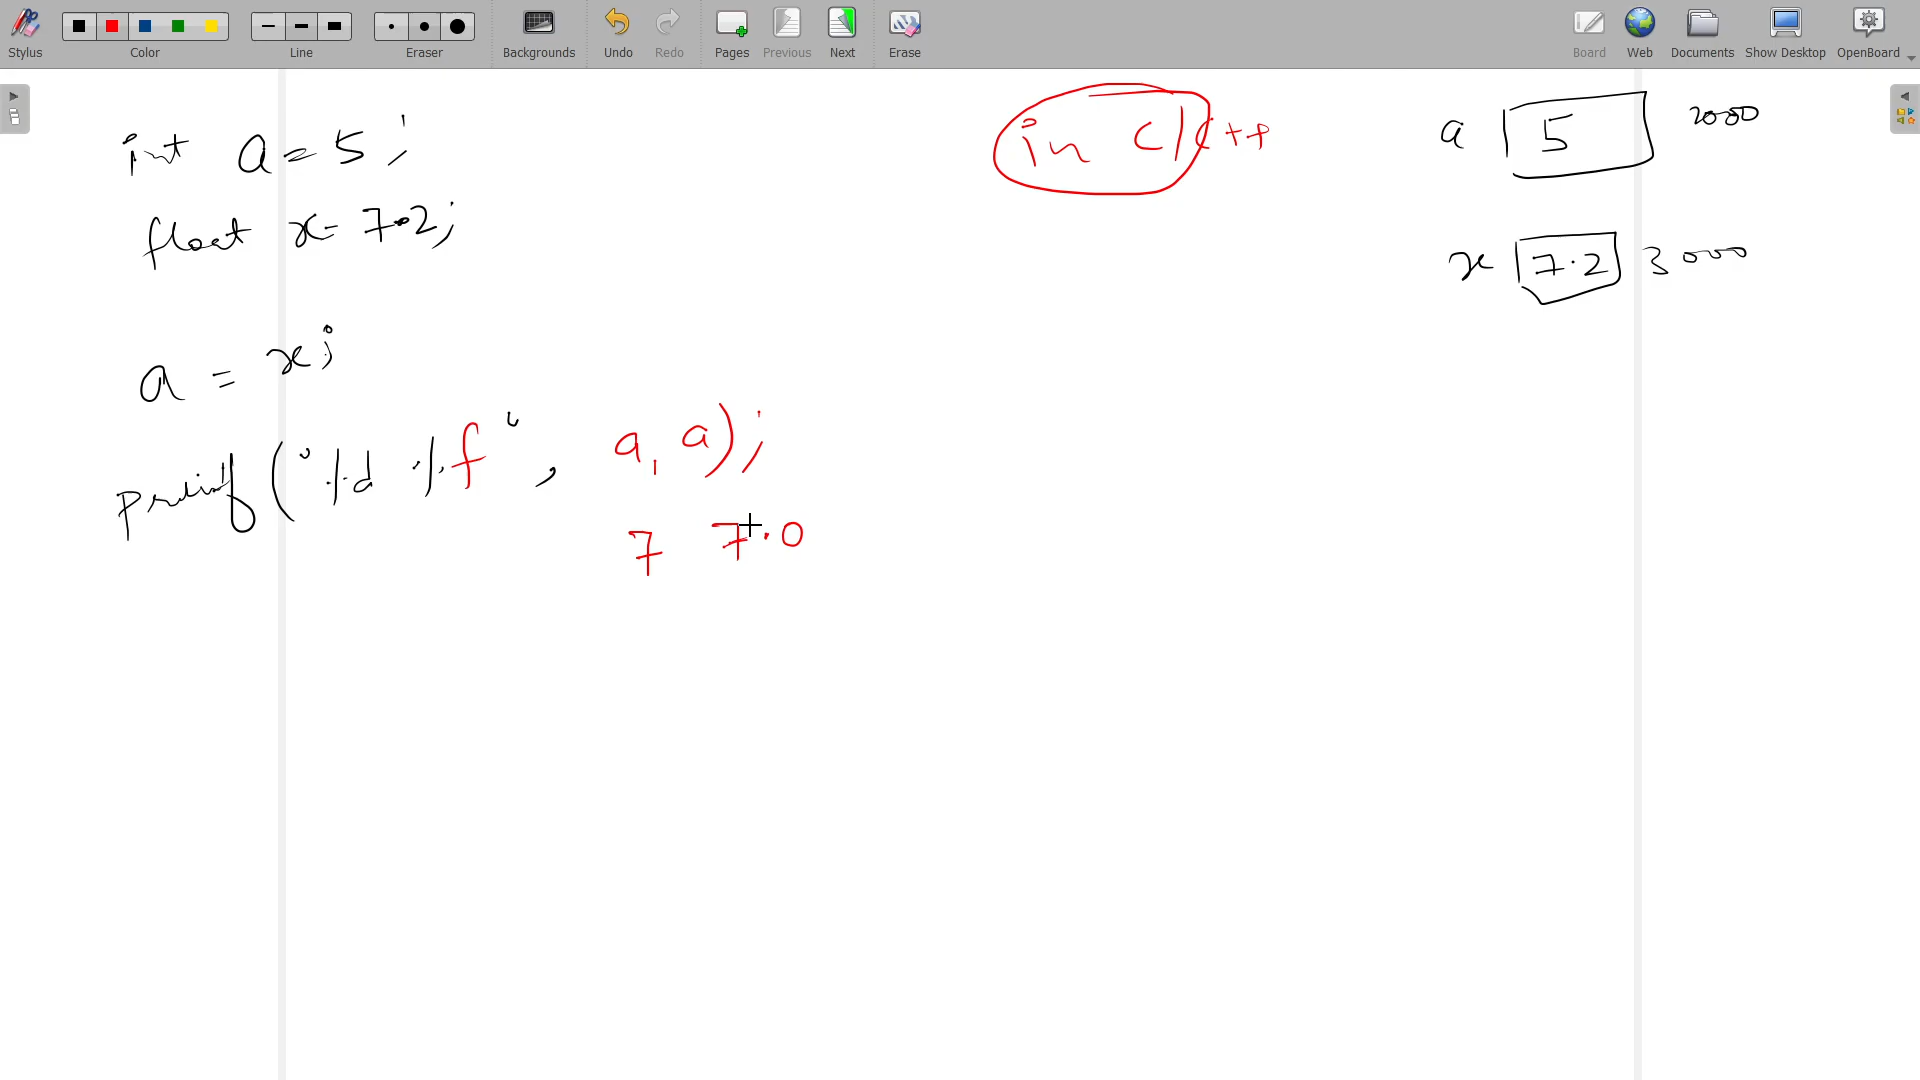 Stylus Color Line Eraser Backgrounds Undo Redo Pages Previous Next Erase Board Web Documents Show Desktop OpenBoard
int a = 5;
in c/c++
a 5 2000
float x = 7.2;
x 7.2 3000
a = x;
printf("%d %f", a, a);
7 7.0